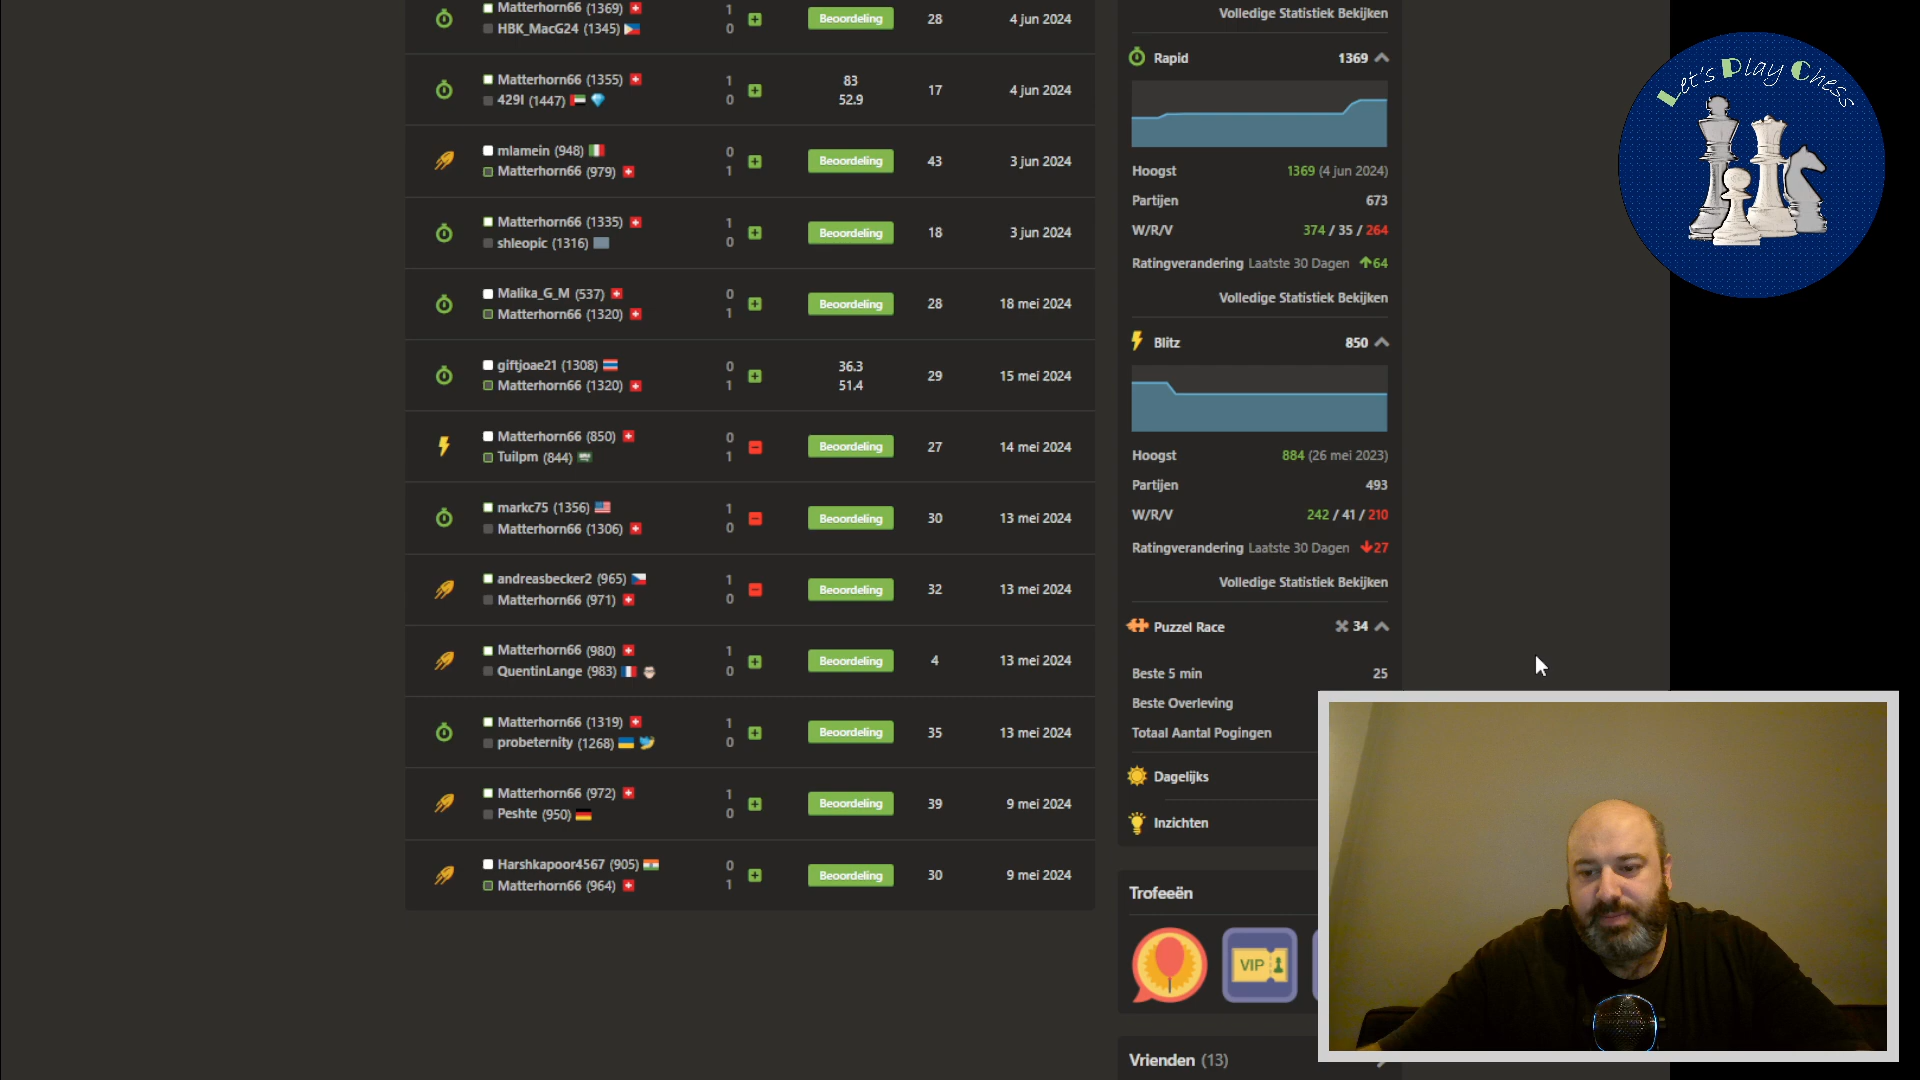 Matterhorn66 (1369)
HBK_MacG24 (1345)
1
0
Beoordeling
28
4 jun 2024
Matterhorn66 (1355)
429I (1447)
1
0
83
52.9
17
4 jun 2024
mlamein (948)
Matterhorn66 (979)
0
1
Beoordeling
43
3 jun 2024
Matterhorn66 (1335)
shleopic (1316)
1
0
Beoordeling
18
3 jun 2024
Malika_G_M (537)
Matterhorn66 (1320)
0
1
Beoordeling
28
18 mei 2024
giftjoae21 (1308)
Matterhorn66 (1320)
0
1
36.3
51.4
29
15 mei 2024
Matterhorn66 (850)
Tuilpm (844)
0
1
Beoordeling
27
14 mei 2024
markc75 (1356)
Matterhorn66 (1306)
1
0
Beoordeling
30
13 mei 2024
andreasbecker2 (965)
Matterhorn66 (971)
1
0
Beoordeling
32
13 mei 2024
Matterhorn66 (980)
QuentinLange (983)
1
0
Beoordeling
4
13 mei 2024
Matterhorn66 (1319)
probeternity (1268)
1
0
Beoordeling
35
13 mei 2024
Matterhorn66 (972)
Peshte (950)
1
0
Beoordeling
39
9 mei 2024
Harshkapoor4567 (905)
Matterhorn66 (964)
0
1
Beoordeling
30
9 mei 2024
Volledige Statistiek Bekijken
Rapid 1369
Hoogst 1369 (4 jun 2024)
Partijen 673
W/R/V 374 / 35 / 264
Ratingverandering Laatste 30 Dagen 64
Volledige Statistiek Bekijken
Blitz 850
Hoogst 884 (26 mei 2023)
Partijen 493
W/R/V 242 / 41 / 210
Ratingverandering Laatste 30 Dagen 27
Volledige Statistiek Bekijken
Puzzel Race 34
Beste 5 min 25
Beste Overleving
Totaal Aantal Pogingen
Dagelijks
Inzichten
Trofeeën
VIP
Vrienden (13)
Let's Play Chess